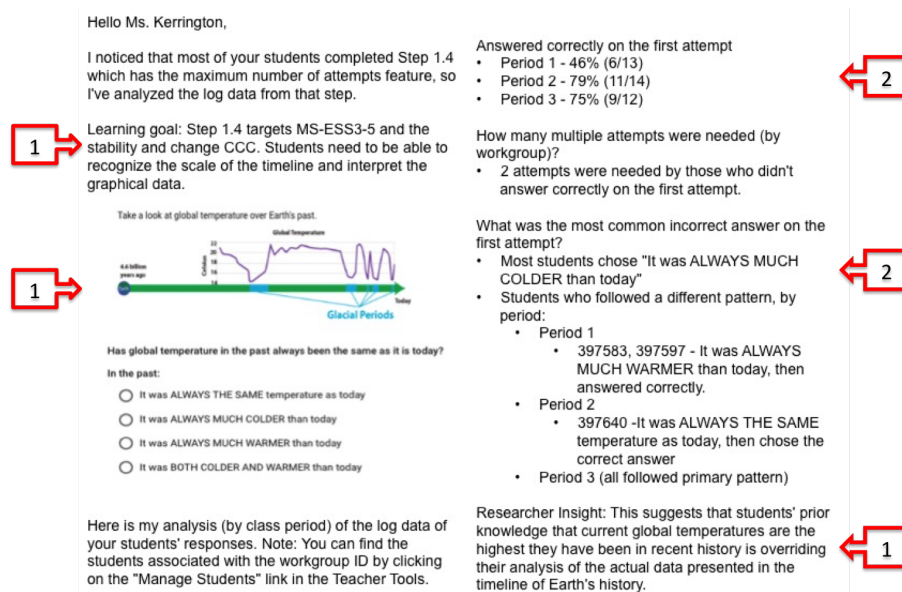 Hello Ms. Kerrington,
I noticed that most of your students completed Step 1.4
which has the maximum number of attempts feature, so
I've analyzed the log data from that step.
1
Learning goal: Step 1.4 targets MS-ESS3-5 and the
stability and change CCC. Students need to be able to
recognize the scale of the timeline and interpret the
graphical data.
Take a look at global temperature over Earth's past.
Global Temperature
Celsius
22
20
18
16
14
4.6 billion
years ago
Today
Glacial Periods
1
Has global temperature in the past always been the same as it is today?
In the past:
It was ALWAYS THE SAME temperature as today
It was ALWAYS MUCH COLDER than today
It was ALWAYS MUCH WARMER than today
It was BOTH COLDER AND WARMER than today
Here is my analysis (by class period) of the log data of
your students' responses. Note: You can find the
students associated with the workgroup ID by clicking
on the "Manage Students" link in the Teacher Tools.
Answered correctly on the first attempt
• Period 1 - 46% (6/13)
• Period 2 - 79% (11/14)
• Period 3 - 75% (9/12)
2
How many multiple attempts were needed (by
workgroup)?
• 2 attempts were needed by those who didn't
answer correctly on the first attempt.
What was the most common incorrect answer on the
first attempt?
• Most students chose "It was ALWAYS MUCH
COLDER than today"
2
• Students who followed a different pattern, by
period:
• Period 1
• 397583, 397597 - It was ALWAYS
MUCH WARMER than today, then
answered correctly.
• Period 2
• 397640 -It was ALWAYS THE SAME
temperature as today, then chose the
correct answer
• Period 3 (all followed primary pattern)
Researcher Insight: This suggests that students' prior
knowledge that current global temperatures are the
highest they have been in recent history is overriding
their analysis of the actual data presented in the
timeline of Earth's history.
1